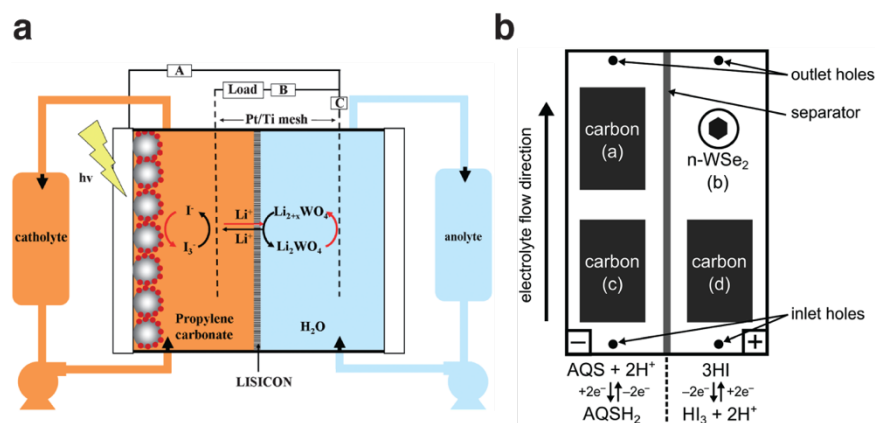 a
A
Load
B
C
Pt/Ti mesh
hν
catholyte
I⁻
I₃⁻
Li⁺
Li⁺
Li₂₊ₓWO₄
Li₂WO₄
anolyte
Propylene
carbonate
H₂O
LISICON
b
outlet holes
separator
electrolyte flow direction
carbon
(a)
n-WSe₂
(b)
carbon
(c)
carbon
(d)
inlet holes
−
+
AQS + 2H⁺
+2e⁻ −2e⁻
AQSH₂
3HI
−2e⁻ +2e⁻
HI₃ + 2H⁺